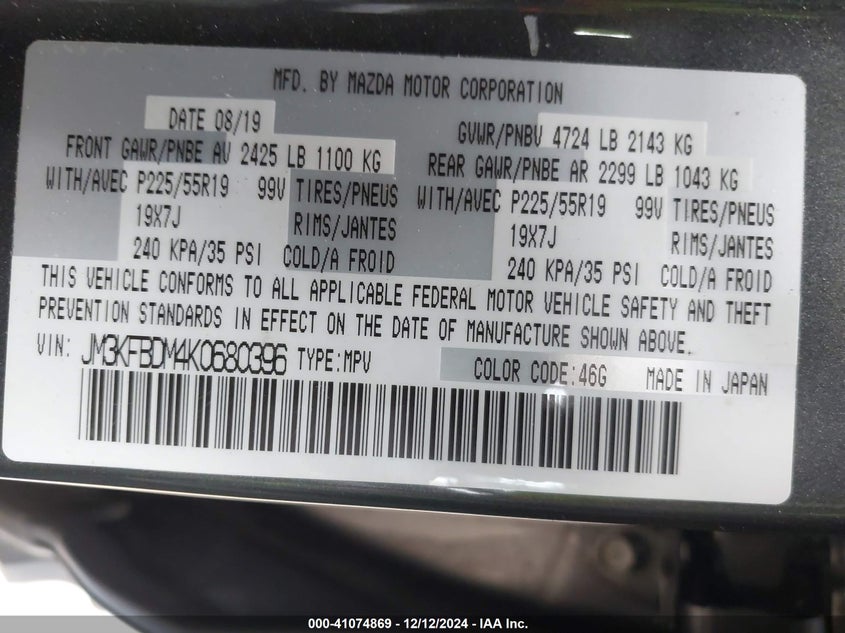 MFD. BY MAZDA MOTOR CORPORATION
DATE 08/19 GVWR/PNBV 4724 LB 2143 KG
FRONT GAWR/PNBE AV 2425 LB 1100 KG REAR GAWR/PNBE AR 2299 LB 1043 KG
WITH/AVEC P225/55R19 99V TIRES/PNEUS WITH/AVEC P225/55R19 99V TIRES/PNEUS
19X7J RIMS/JANTES 19X7J RIMS/JANTES
240 KPA/35 PSI COLD/A FROID 240 KPA/35 PSI COLD/A FROID
THIS VEHICLE CONFORMS TO ALL APPLICABLE FEDERAL MOTOR VEHICLE SAFETY AND THEFT
PREVENTION STANDARDS IN EFFECT ON THE DATE OF MANUFACTURE SHOWN ABOVE.
VIN: JM3KFBDM4K0680396 TYPE:MPV COLOR CODE:46G MADE IN JAPAN
000-41074869 - 12/12/2024 - IAA Inc.